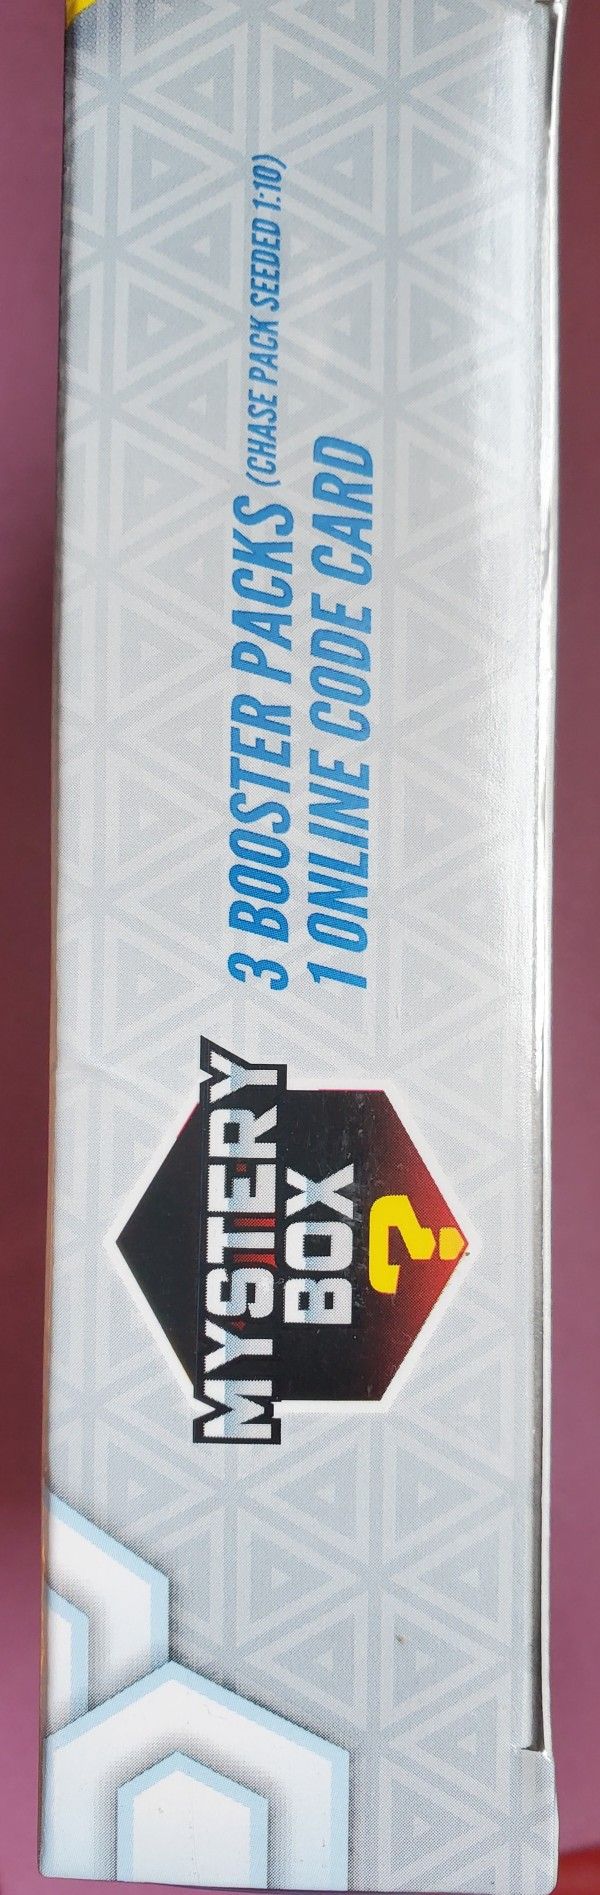 MYSTERY
BOX
?
3 BOOSTER PACKS (CHASE PACK SEEDED 1:10)
1 ONLINE CODE CARD